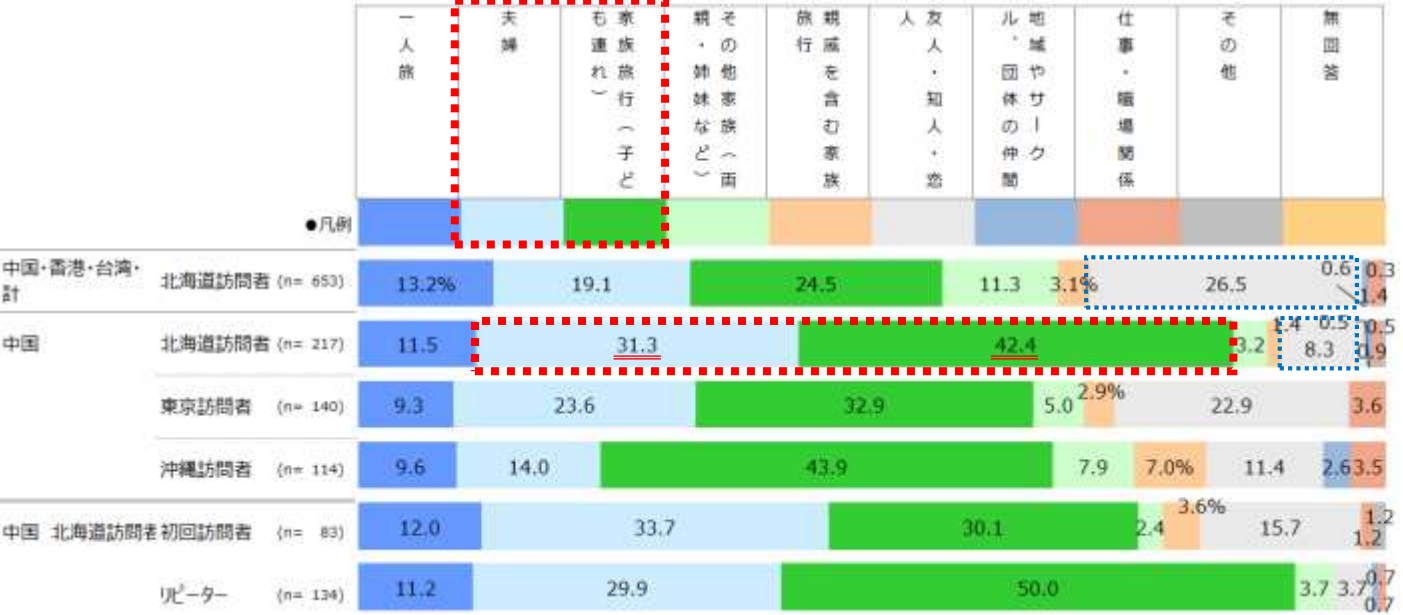 一人旅
夫婦
家族旅行（子ど
も連れ）
その他家族（両
親・姉妹など）
親戚を含む家族
旅行
友人・知人・恋
人
地域やサーク
ル、団体の仲間
仕事・職場関係
その他
無回答
●凡例
中国・香港・台湾・
計
北海道訪問者 (n= 653)
13.2% 19.1 24.5 11.3 3.1% 26.5 0.6 0.3
1.4
中国 北海道訪問者 (n= 217)
11.5 31.3 42.4 3.2 1.4 8.3 0.5 0.5
0.9
東京訪問者 (n= 140)
9.3 23.6 32.9 5.0 2.9% 22.9 3.6
沖縄訪問者 (n= 114)
9.6 14.0 43.9 7.9 7.0% 11.4 2.6 3.5
中国 北海道訪問者 初回訪問者 (n= 83)
12.0 33.7 30.1 2.4 3.6% 15.7 1.2
1.2
リピーター (n= 134)
11.2 29.9 50.0 3.7 3.7 0.7
0.7